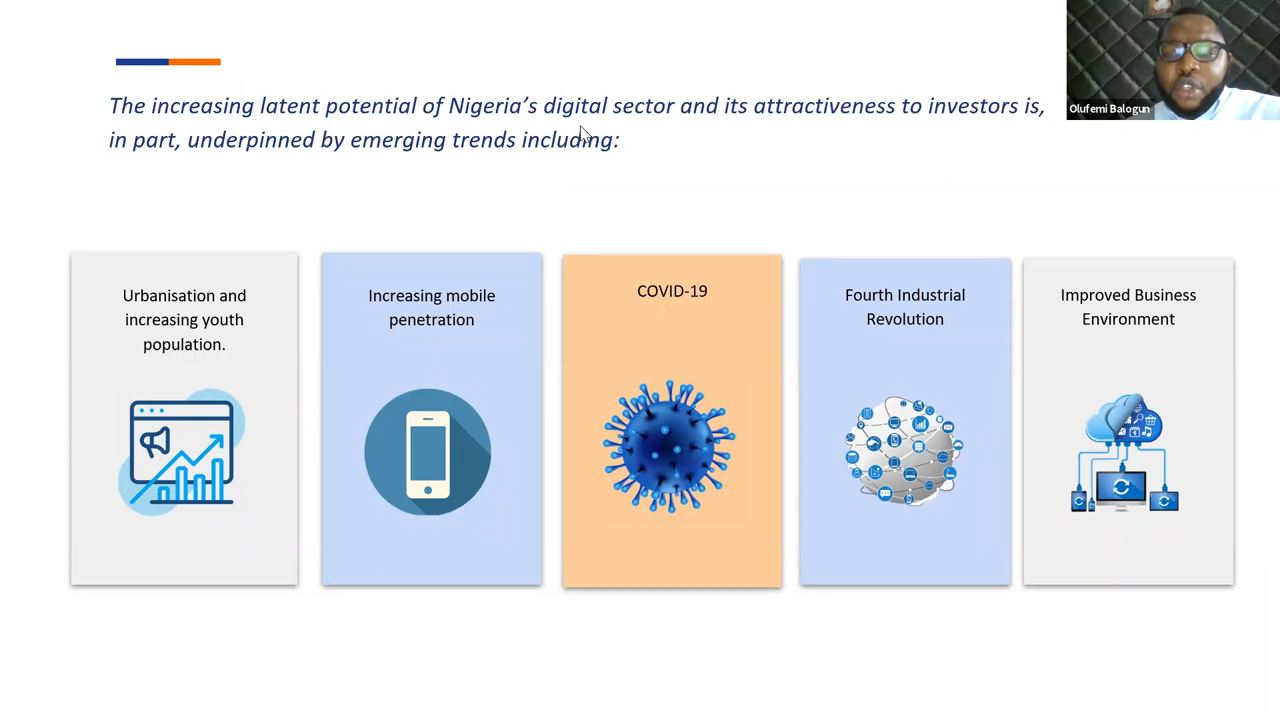 The increasing latent potential of Nigeria's digital sector and its attractiveness to investors is,
in part, underpinned by emerging trends including:
Olufemi Balogun
Urbanisation and
increasing youth
population.
Increasing mobile
penetration
COVID-19
Fourth Industrial
Revolution
Improved Business
Environment